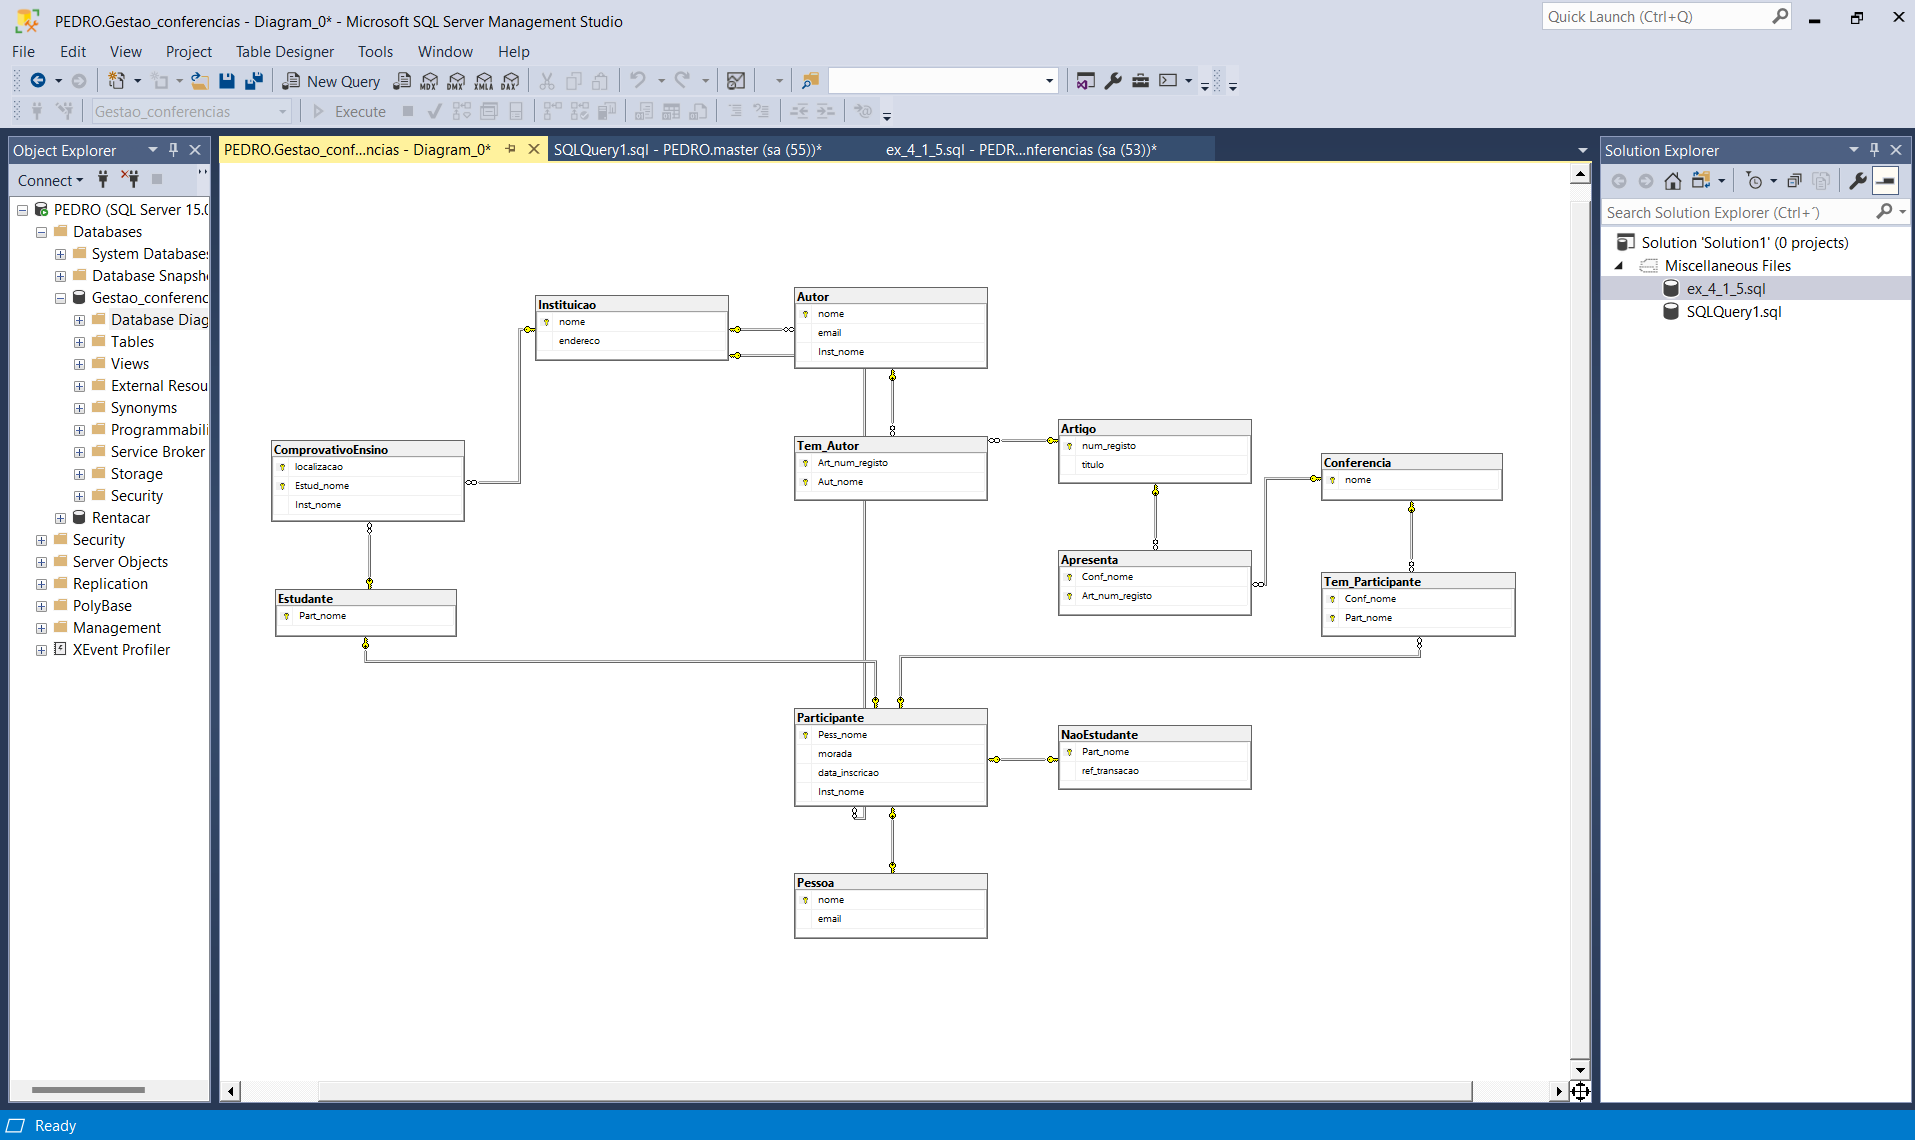 PEDRO.Gestao_conferencias - Diagram_0* - Microsoft SQL Server Management Studio
Quick Launch (Ctrl+Q)
File Edit View Project Table Designer Tools Window Help
New Query MDX DMX XMLA DAX
Gestao_conferencias Execute
Object Explorer
PEDRO.Gestao_conf...ncias - Diagram_0* SQLQuery1.sql - PEDRO.master (sa (55))* ex_4_1_5.sql - PEDR...nferencias (sa (53))*
Solution Explorer
Connect
PEDRO (SQL Server 15.0
Databases
System Databases
Database Snapsh
Gestao_conferenc
Database Diag
Tables
Views
External Resou
Synonyms
Programmabili
Service Broker
Storage
Security
Rentacar
Security
Server Objects
Replication
PolyBase
Management
XEvent Profiler
Instituicao
nome
endereco
Autor
nome
email
Inst_nome
ComprovativoEnsino
localizacao
Estud_nome
Inst_nome
Tem_Autor
Art_num_registo
Aut_nome
Artigo
num_registo
titulo
Conferencia
nome
Apresenta
Conf_nome
Art_num_registo
Tem_Participante
Conf_nome
Part_nome
Estudante
Part_nome
Participante
Pess_nome
morada
data_inscricao
Inst_nome
NaoEstudante
Part_nome
ref_transacao
Pessoa
nome
email
Search Solution Explorer (Ctrl+´)
Solution 'Solution1' (0 projects)
Miscellaneous Files
ex_4_1_5.sql
SQLQuery1.sql
Ready